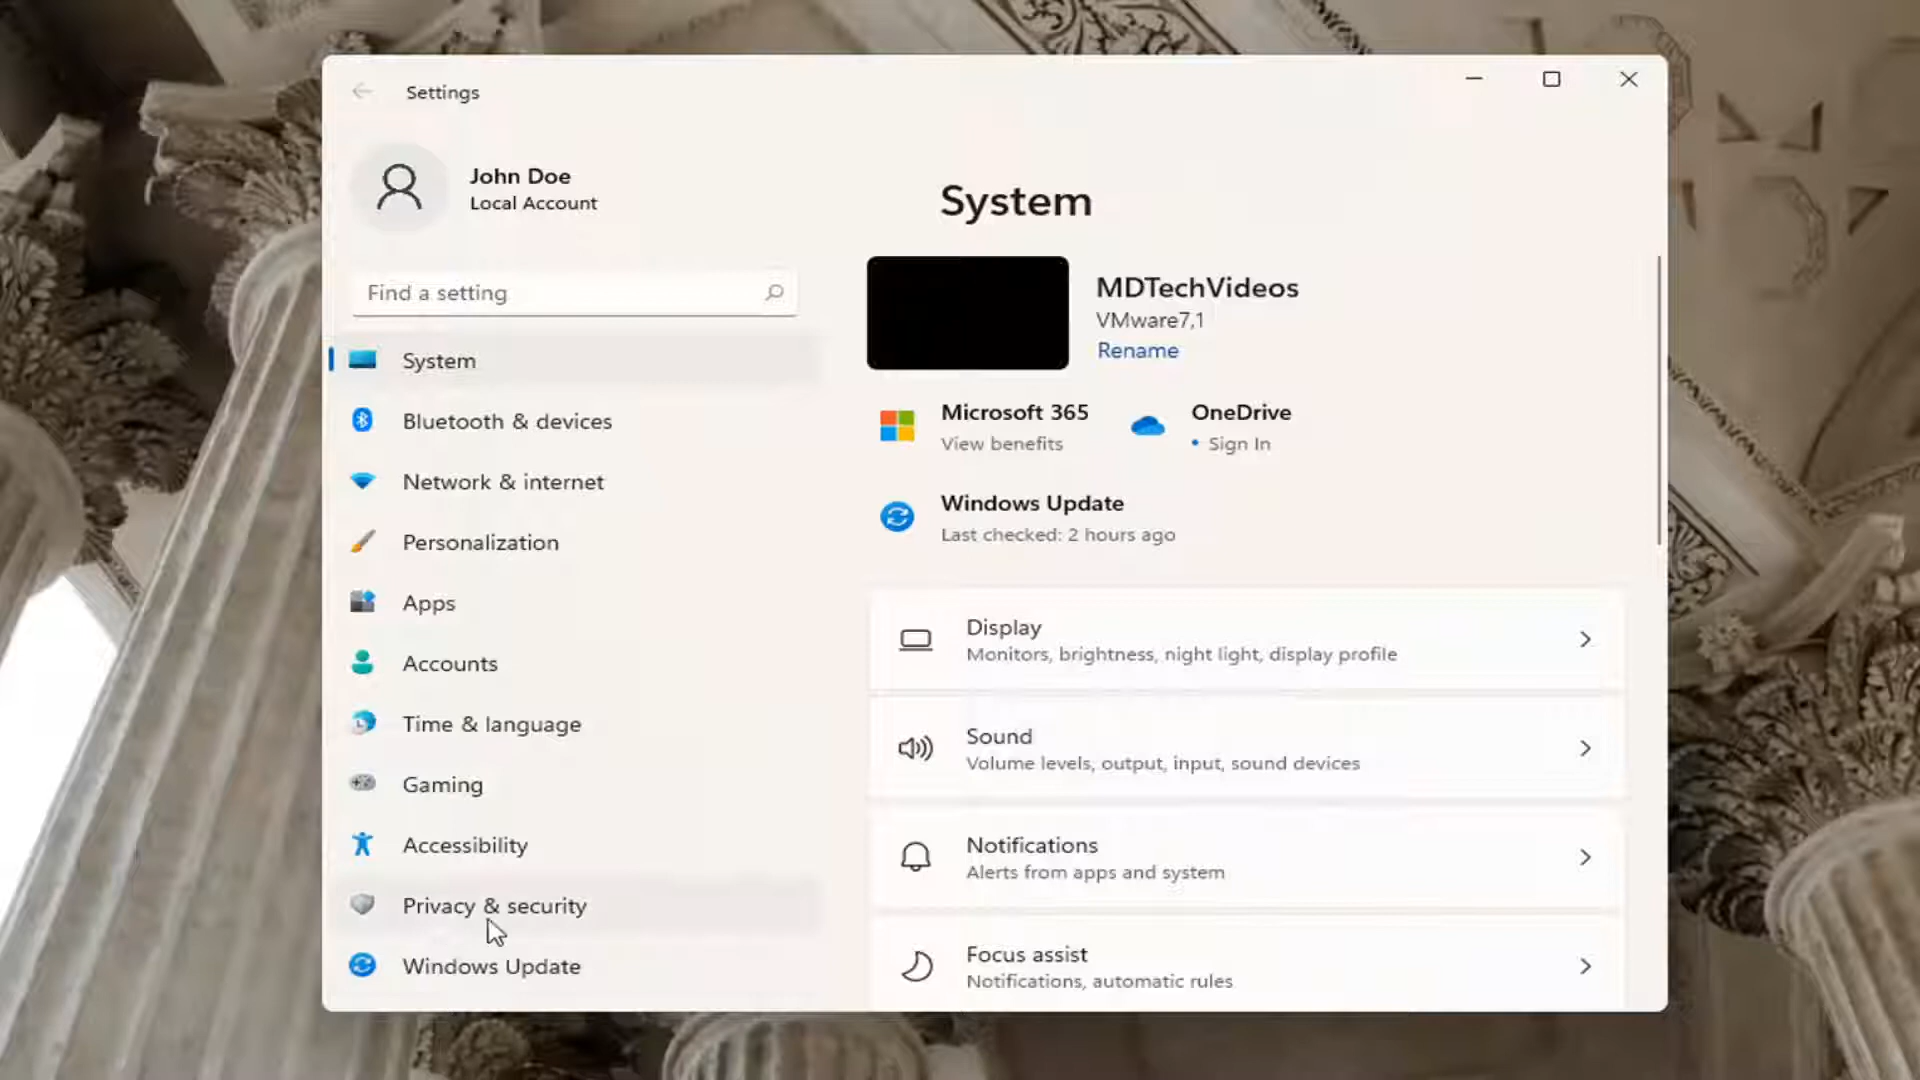 Settings
John Doe
Local Account
Find a setting
System
Bluetooth & devices
Network & internet
Personalization
Apps
Accounts
Time & language
Gaming
Accessibility
Privacy & security
Windows Update
System
MDTechVideos
VMware7,1
Rename
Microsoft 365
View benefits
OneDrive
• Sign In
Windows Update
Last checked: 2 hours ago
Display
Monitors, brightness, night light, display profile
Sound
Volume levels, output, input, sound devices
Notifications
Alerts from apps and system
Focus assist
Notifications, automatic rules